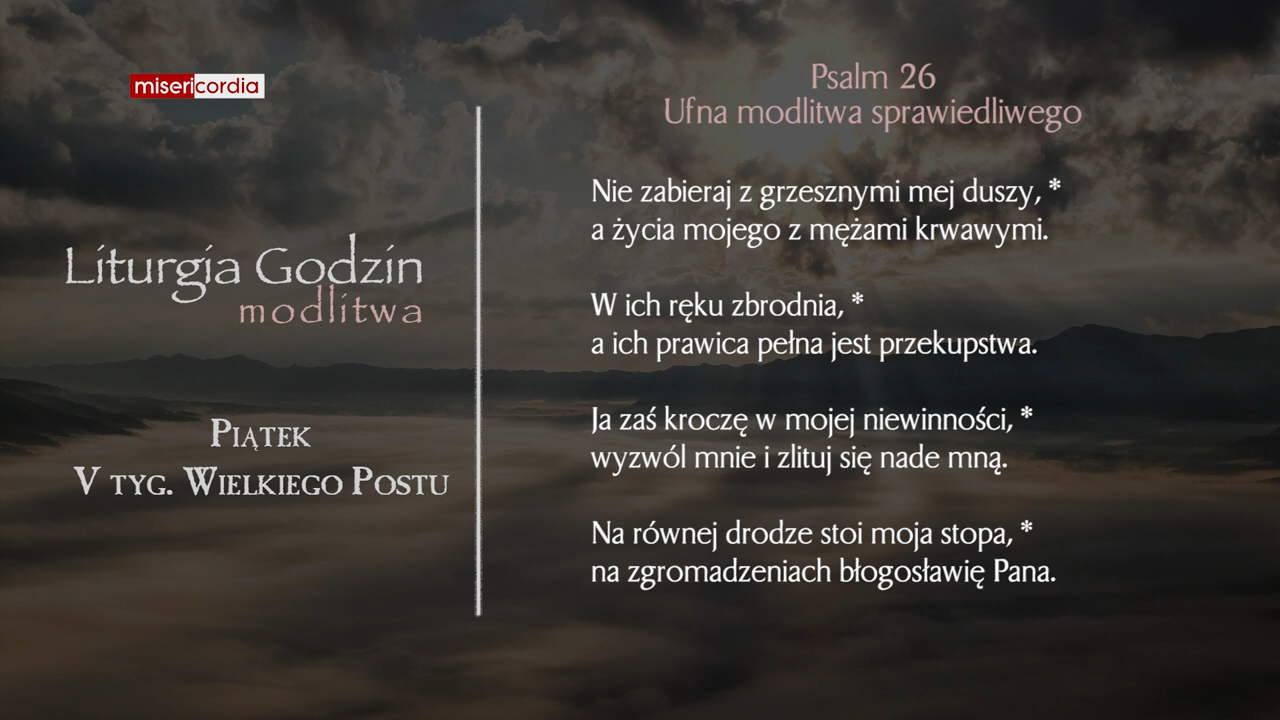 misericordia
Liturgia Godzin
modlitwa
Piątek
V tyg. Wielkiego Postu
Psalm 26
Ufna modlitwa sprawiedliwego
Nie zabieraj z grzesznymi mej duszy, *
a życia mojego z mężami krwawymi.
W ich ręku zbrodnia, *
a ich prawica pełna jest przekupstwa.
Ja zaś kroczę w mojej niewinności, *
wyzwól mnie i zlituj się nade mną.
Na równej drodze stoi moja stopa, *
na zgromadzeniach błogosławię Pana.